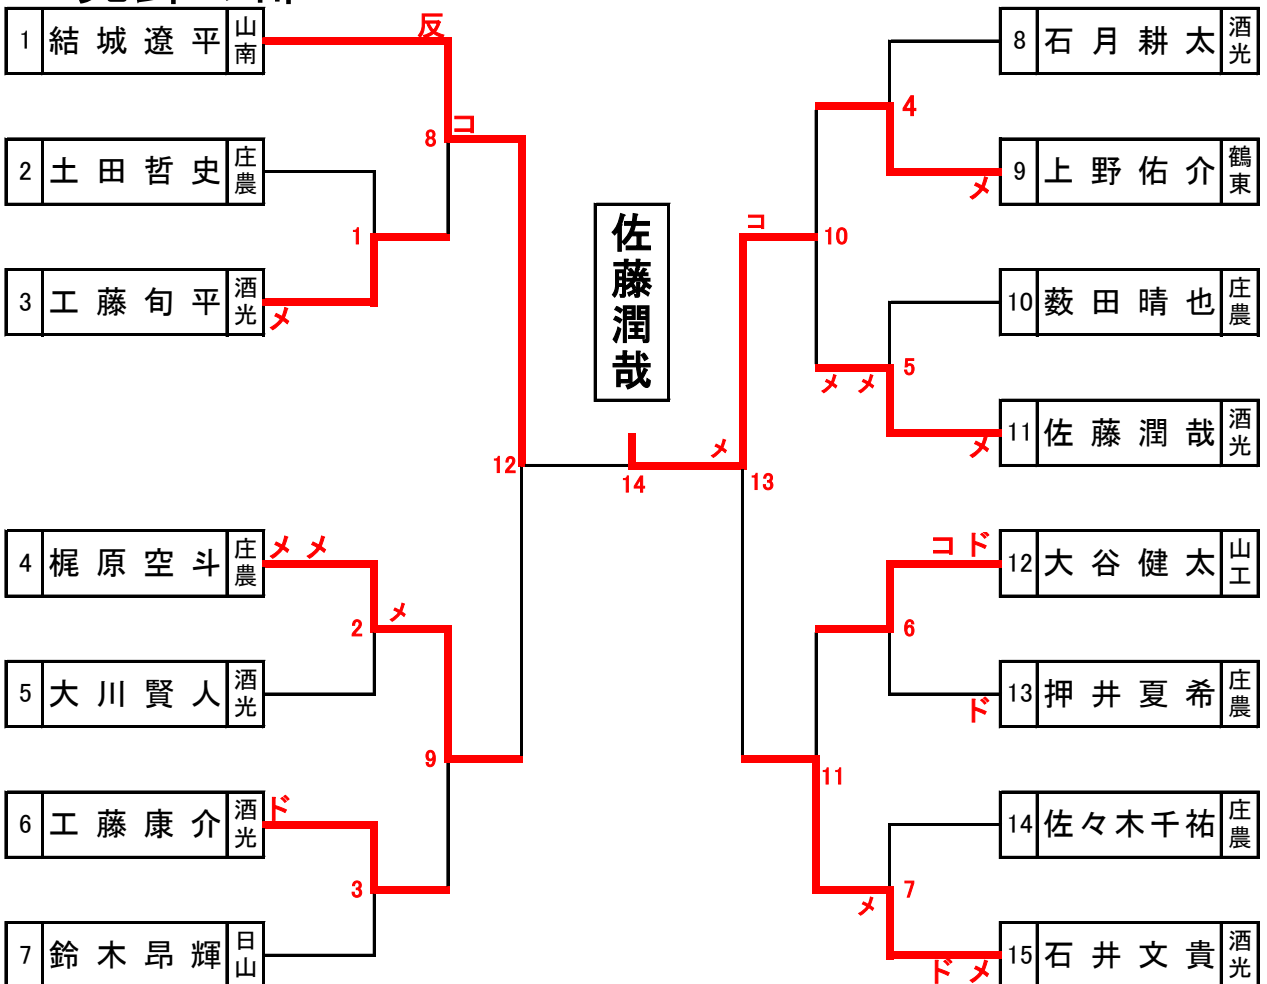 1 結城遼平 山南
反
8
コ
2 土田哲史 庄農
1
3 工藤旬平 酒光
メ
12
4 梶原空斗 庄農
メメ
2
メ
5 大川賢人 酒光
9
6 工藤康介 酒光
ド
3
7 鈴木昂輝 日山
佐藤潤哉
14
メ
13
コ
8 石月耕太 酒光
4
9 上野佑介 鶴東
メ
10
10 薮田晴也 庄農
5
メメ
11 佐藤潤哉 酒光
メ
12 大谷健太 山工
コド
6
13 押井夏希 庄農
ド
11
14 佐々木千祐 庄農
7
メ
15 石井文貴 酒光
ドメ